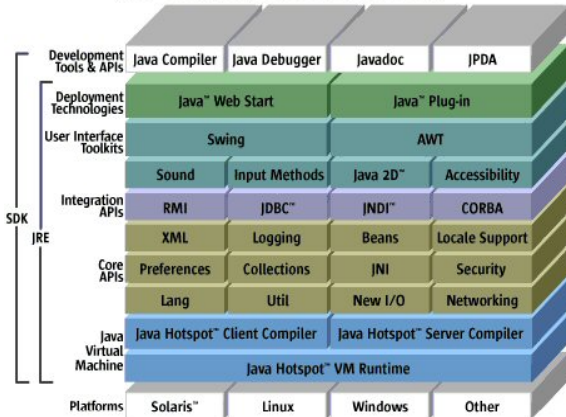 Development
Tools & APIs
Java Compiler
Java Debugger
Javadoc
JPDA
Deployment
Technologies
Java™ Web Start
Java™ Plug-in
User Interface
Toolkits
Swing
AWT
Sound
Input Methods
Java 2D™
Accessibility
Integration
APIs
RMI
JDBC™
JNDI™
CORBA
SDK
JRE
XML
Logging
Beans
Locale Support
Core
APIs
Preferences
Collections
JNI
Security
Lang
Util
New I/O
Networking
Java
Virtual
Machine
Java Hotspot™ Client Compiler
Java Hotspot™ Server Compiler
Java Hotspot™ VM Runtime
Platforms
Solaris™
Linux
Windows
Other